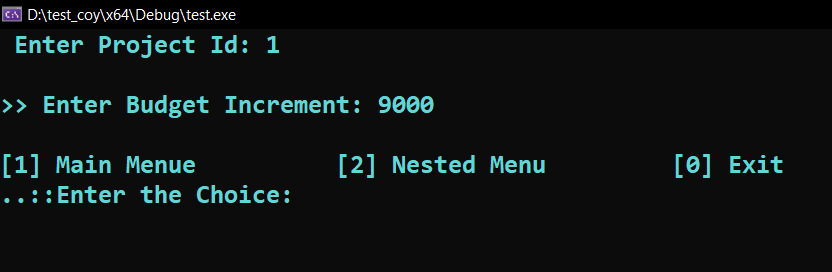 D:\test_coy\x64\Debug\test.exe
Enter Project Id: 1
>> Enter Budget Increment: 9000
[1] Main Menue [2] Nested Menu [0] Exit
..::Enter the Choice: